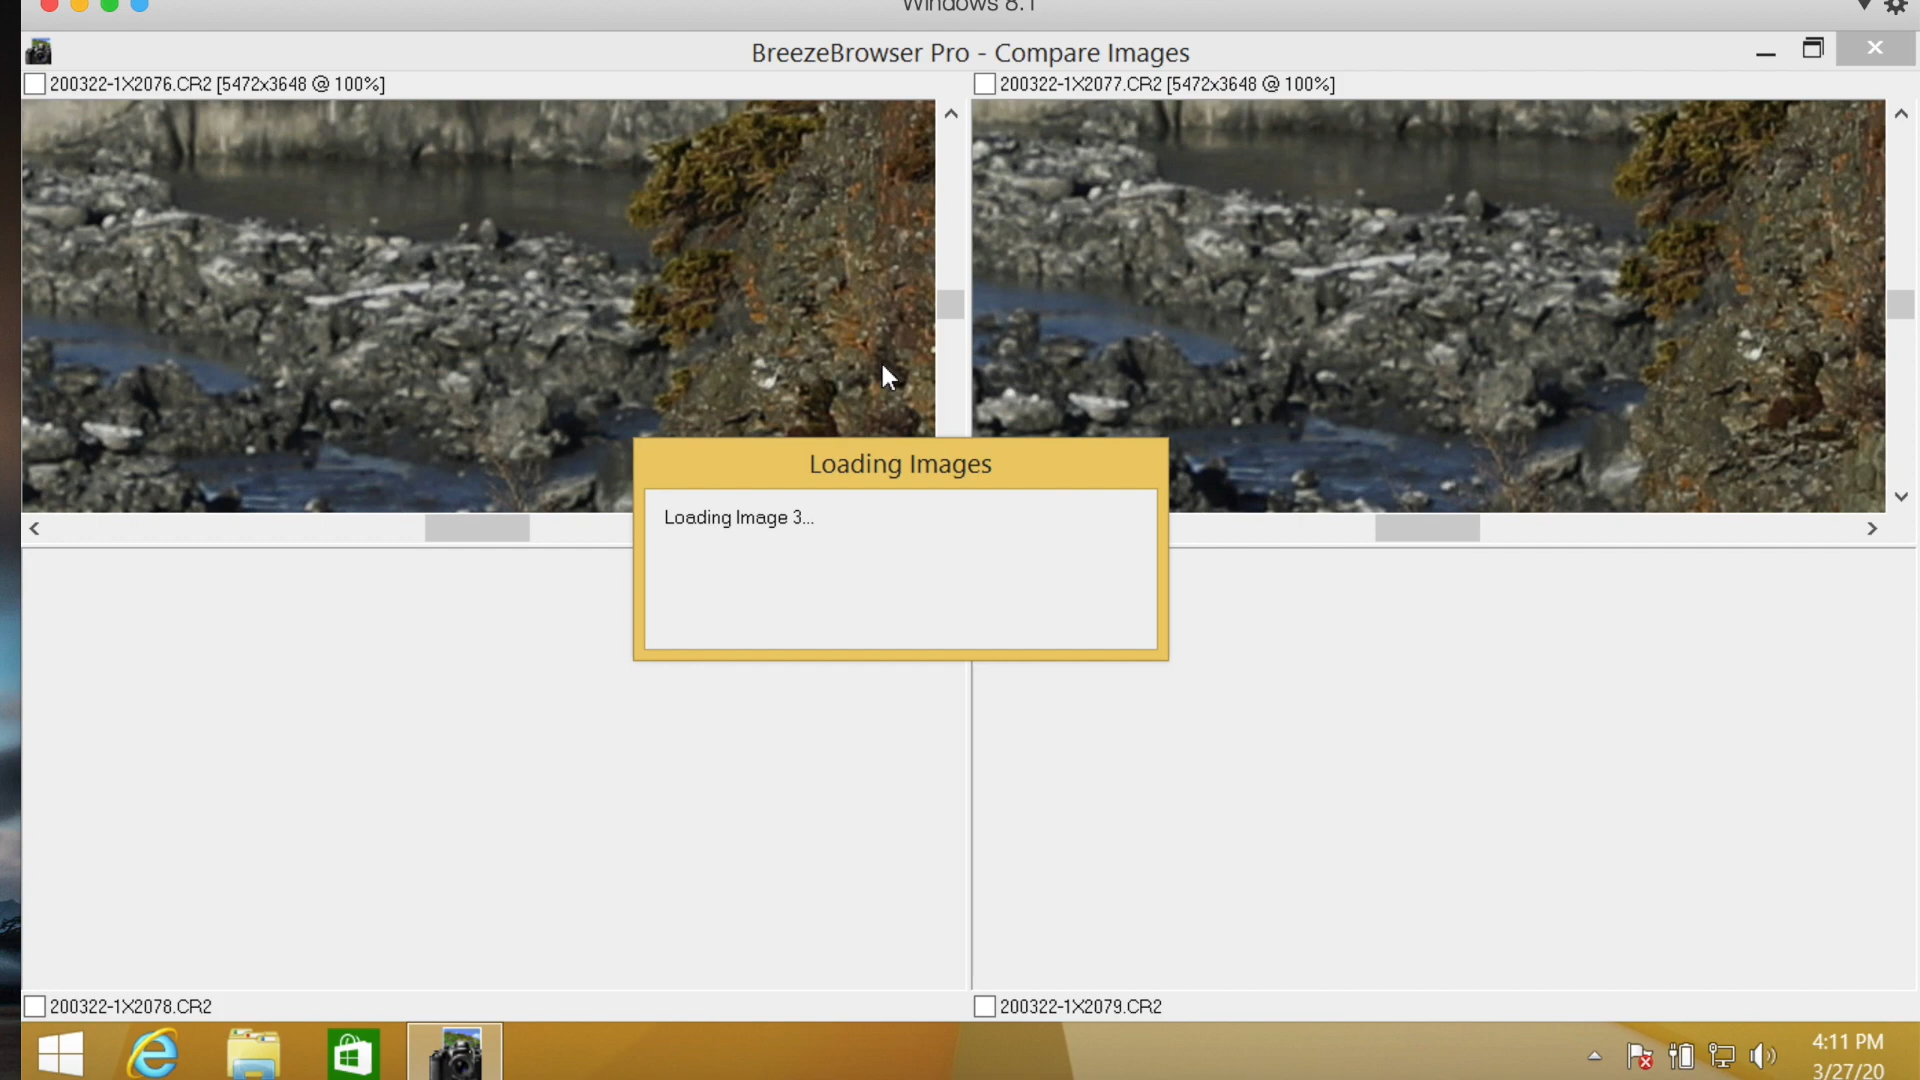 Windows 8.1
BreezeBrowser Pro - Compare Images
200322-1X2076.CR2 [5472x3648 @ 100%]
200322-1X2077.CR2 [5472x3648 @ 100%]
Loading Images
Loading Image 3...
200322-1X2078.CR2
200322-1X2079.CR2
4:11 PM
3/27/20